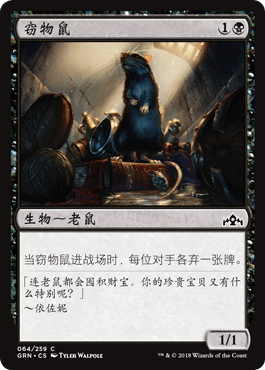 窃物鼠 1
生物～老鼠
当窃物鼠进战场时，每位对手各弃一张牌。
「连老鼠都会囤积财宝。你的珍贵宝贝又有什
么特别呢？」
～依佐妮
1/1
064/259 C
GRN • CS TYLER WALPOLE
™ & © 2018 Wizards of the Coast